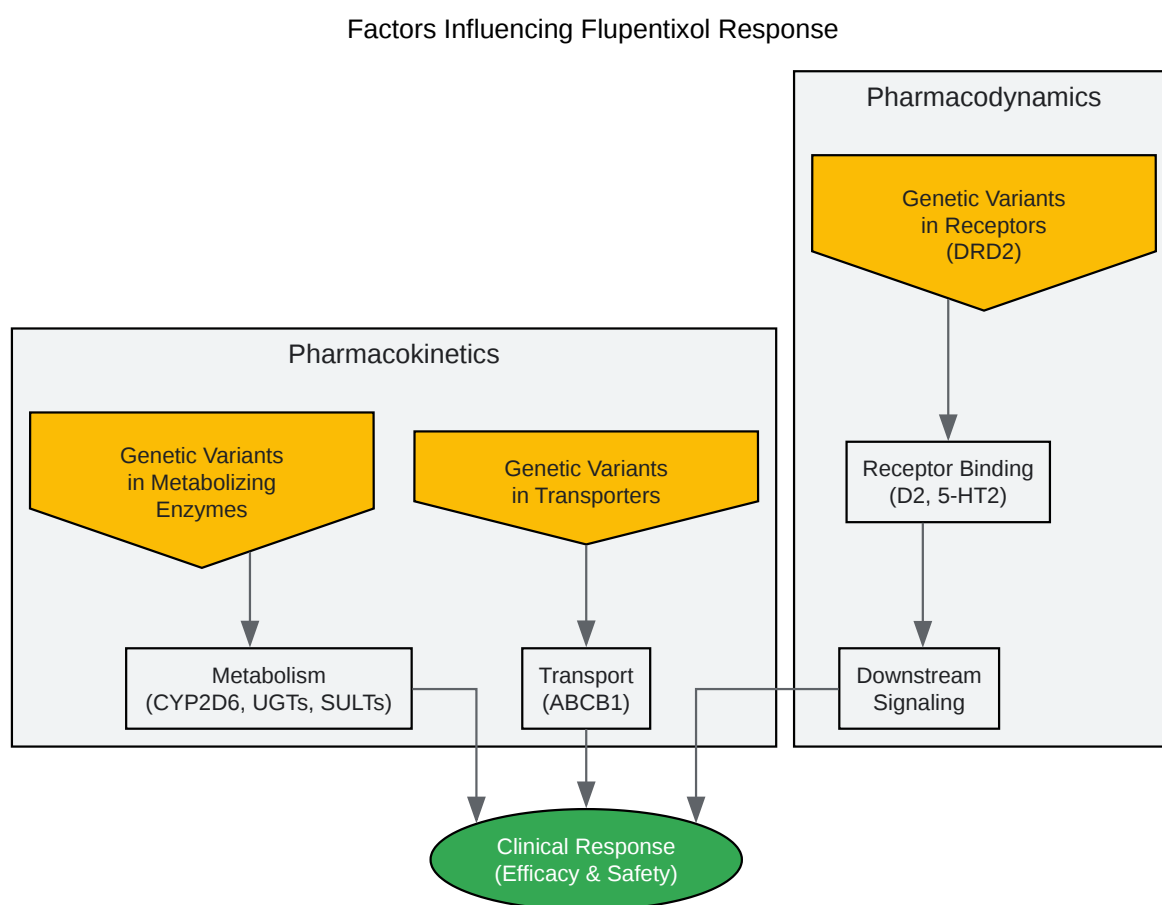 Factors Influencing Flupentixol Response
Pharmacodynamics
Genetic Variants
in Receptors
(DRD2)
Pharmacokinetics
Genetic Variants
in Metabolizing
Enzymes
Genetic Variants
in Transporters
Receptor Binding
(D2, 5-HT2)
Metabolism
(CYP2D6, UGTs, SULTs)
Transport
(ABCB1)
Downstream
Signaling
Clinical Response
(Efficacy & Safety)